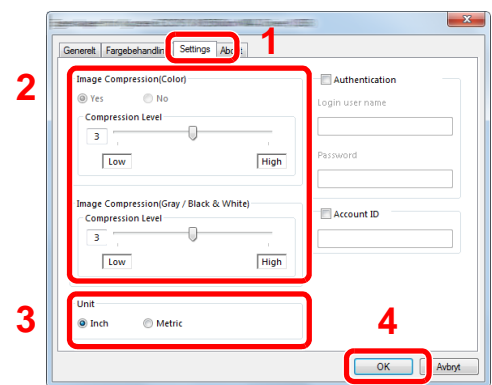 1
Generelt Fargebehandlin Settings
2
Image Compression(Color)
Yes No
Compression Level
3
Low High
Image Compression(Gray / Black & White)
Compression Level
3
Low High
Authentication
Login user name
Password
Account ID
3
Unit
Inch Metric
4
OK Avbryt